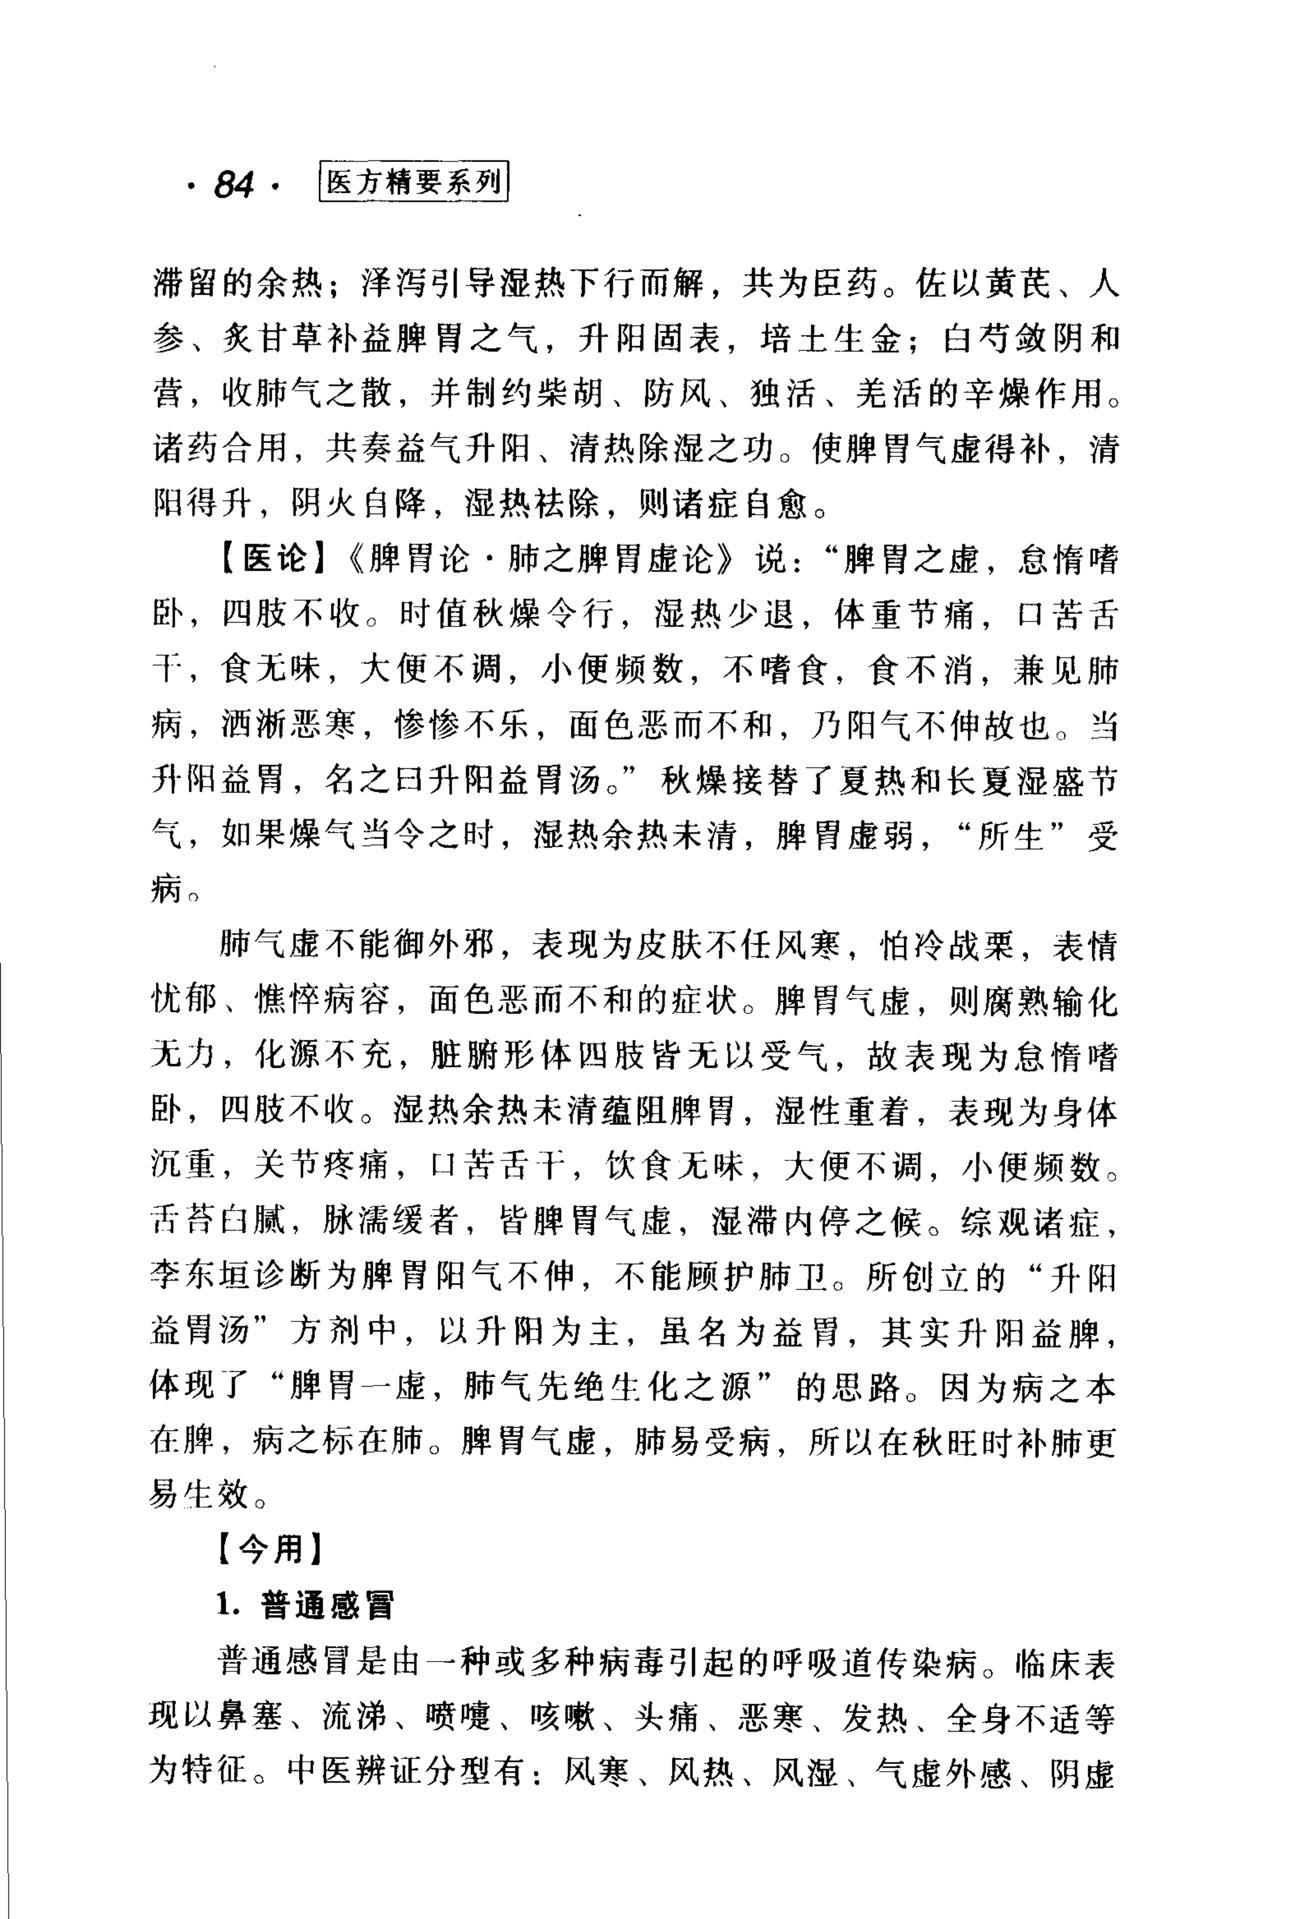 · 84 · 医方精要系列
滞留的余热；泽泻引导湿热下行而解，共为臣药。佐以黄芪、人
参、炙甘草补益脾胃之气，升阳固表，培土生金；白芍敛阴和
营，收肺气之散，并制约柴胡、防风、独活、羌活的辛燥作用。
诸药合用，共奏益气升阳、清热除湿之功。使脾胃气虚得补，清
阳得升，阴火自降，湿热祛除，则诸症自愈。
【医论】《脾胃论·肺之脾胃虚论》说：“脾胃之虚，怠惰嗜
卧，四肢不收。时值秋燥令行，湿热少退，体重节痛，口苦舌
干，食无味，大便不调，小便频数，不嗜食，食不消，兼见肺
病，洒淅恶寒，惨惨不乐，面色恶而不和，乃阳气不伸故也。当
升阳益胃，名之曰升阳益胃汤。”秋燥接替了夏热和长夏湿盛节
气，如果燥气当令之时，湿热余热未清，脾胃虚弱，“所生”受
病。
肺气虚不能御外邪，表现为皮肤不任风寒，怕冷战栗，表情
忧郁、憔悴病容，面色恶而不和的症状。脾胃气虚，则腐熟输化
无力，化源不充，脏腑形体四肢皆无以受气，故表现为怠惰嗜
卧，四肢不收。湿热余热未清蕴阻脾胃，湿性重着，表现为身体
沉重，关节疼痛，口苦舌干，饮食无味，大便不调，小便频数。
舌苔白腻，脉濡缓者，皆脾胃气虚，湿滞内停之候。综观诸症，
李东垣诊断为脾胃阳气不伸，不能顾护肺卫。所创立的“升阳
益胃汤”方剂中，以升阳为主，虽名为益胃，其实升阳益脾，
体现了“脾胃一虚，肺气先绝生化之源”的思路。因为病之本
在脾，病之标在肺。脾胃气虚，肺易受病，所以在秋旺时补肺更
易生效。
【今用】
1. 普通感冒
普通感冒是由一种或多种病毒引起的呼吸道传染病。临床表
现以鼻塞、流涕、喷嚏、咳嗽、头痛、恶寒、发热、全身不适等
为特征。中医辨证分型有：风寒、风热、风湿、气虚外感、阴虚